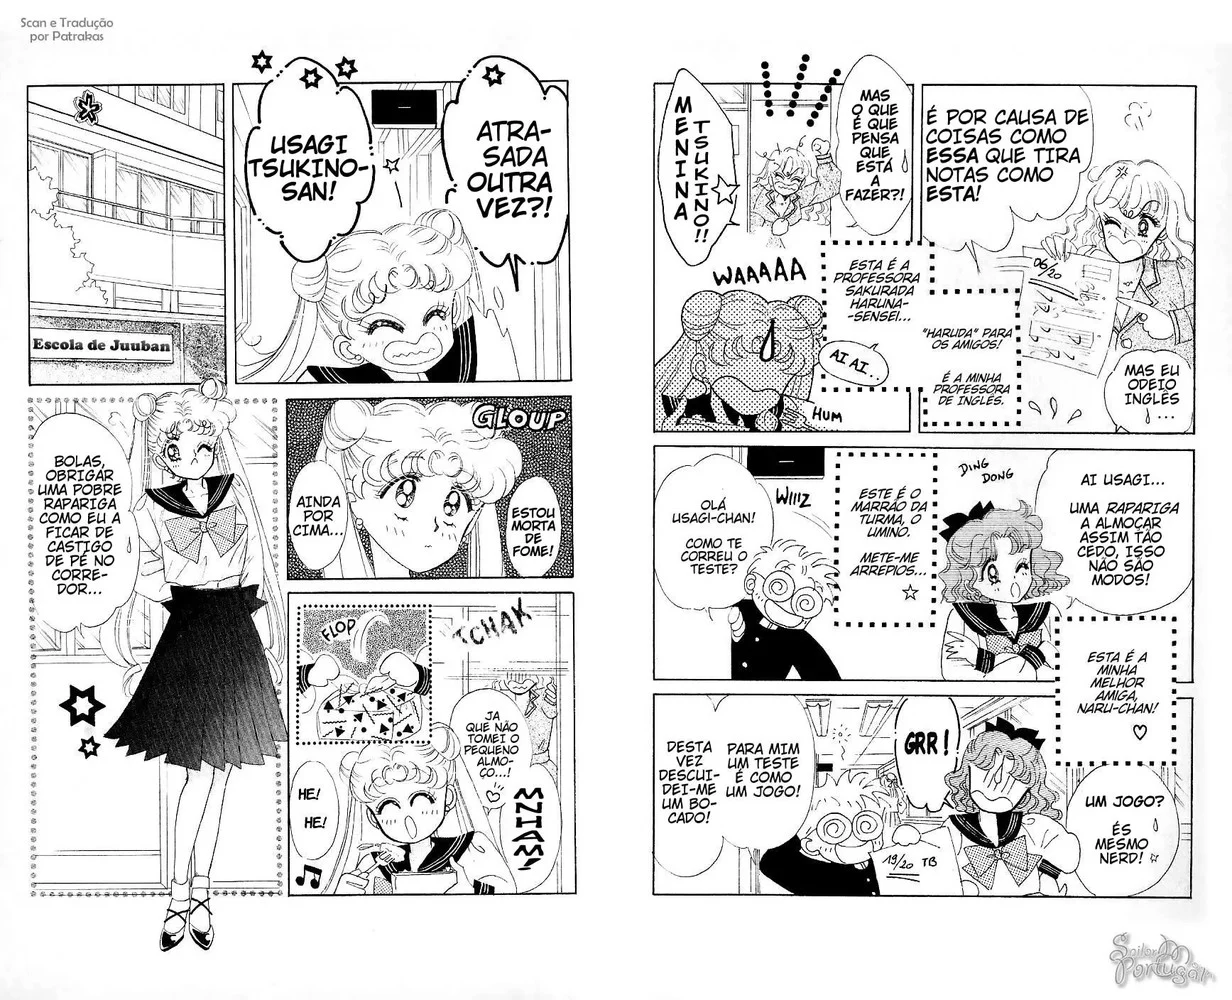 Scan e Tradução
por Patrakas
Escola de Juuban
USAGI
TSUKINO-
SAN!
ATRA-
SADA
OUTRA
VEZ?!
BOLAS,
OBRIGAR
UMA POBRE
RAPARIGA
COMO EU A
FICAR DE
CASTIGO
DE PÉ NO
CORRE-
DOR...
GLOUP
AINDA
POR
CIMA...
ESTOU
MORTA
DE
FOME!
FLOP
TCHAK
JA
QUE NÃO
TOMEI O
PEQUENO
ALMO-
ÇO...!
HE!
HE!
MNHAM!
MENINA
TSUKINO!!
MAS
O QUE
É QUE
PENSA
QUE
ESTÁ
A
FAZER?!
É POR CAUSA DE
COISAS COMO
ESSA QUE TIRA
NOTAS COMO
ESTA!
06/20
WAAAAA
ESTA É A
PROFESSORA
SAKURADA
HARUNA-
SENSEI...
"HARUDA" PARA
OS AMIGOS!
É A MINHA
PROFESSORA
DE INGLÊS.
AI AI...
HUM
MAS EU
ODEIO
INGLÊS
...
OLÁ
USAGI-CHAN!
COMO TE
CORREU O
TESTE?
WIIIZ
ESTE É O
MARRÃO DA
TURMA, O
UMINO.
METE-ME
ARREPIOS...
DING
DONG
AI USAGI...
UMA RAPARIGA
A ALMOÇAR
ASSIM TÃO
CEDO, ISSO
NÃO SÃO
MODOS!
ESTA É A
MINHA
MELHOR
AMIGA,
NARU-CHAN!
DESTA
VEZ
DESCUI-
DEI-ME
UM BO-
CADO!
PARA MIM
UM TESTE
É COMO
UM JOGO!
GRR!
19/20 TB
UM JOGO?
ÉS
MESMO
NERD!
Sailor Moon
Portugal